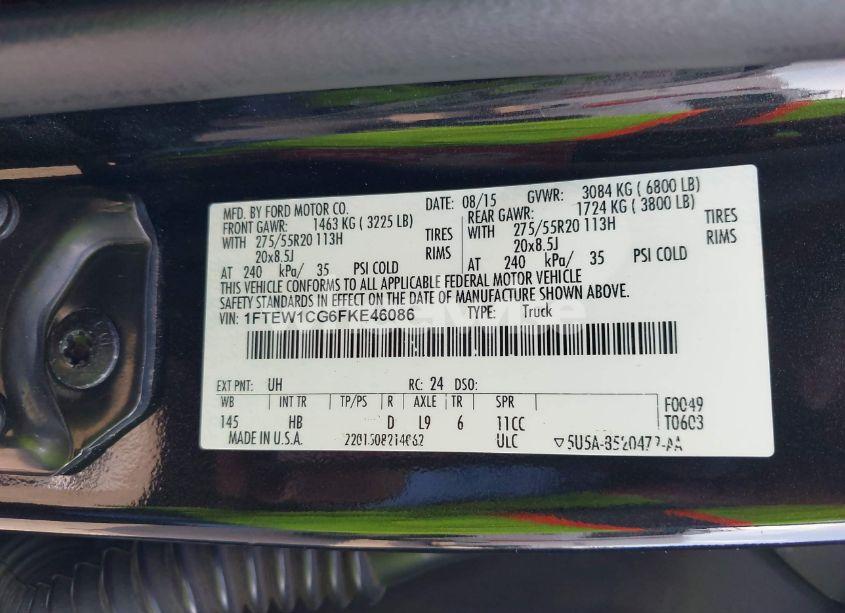 MFD. BY FORD MOTOR CO. DATE: 08/15 GVWR: 3084 KG ( 6800 LB)
FRONT GAWR: 1463 KG ( 3225 LB) REAR GAWR: 1724 KG ( 3800 LB)
WITH 275/55R20 113H TIRES WITH 275/55R20 113H TIRES
20x8.5J RIMS 20x8.5J RIMS
AT 240 kPa/ 35 PSI COLD AT 240 kPa/ 35 PSI COLD
THIS VEHICLE CONFORMS TO ALL APPLICABLE FEDERAL MOTOR VEHICLE
SAFETY STANDARDS IN EFFECT ON THE DATE OF MANUFACTURE SHOWN ABOVE.
VIN: 1FTEW1CG6FKE46086 TYPE: Truck
EXT PNT: UH RC: 24 DSO:
WB INT TR TP/PS R AXLE TR SPR F0049
145 HB D L9 6 11CC T0603
MADE IN U.S.A. ULC